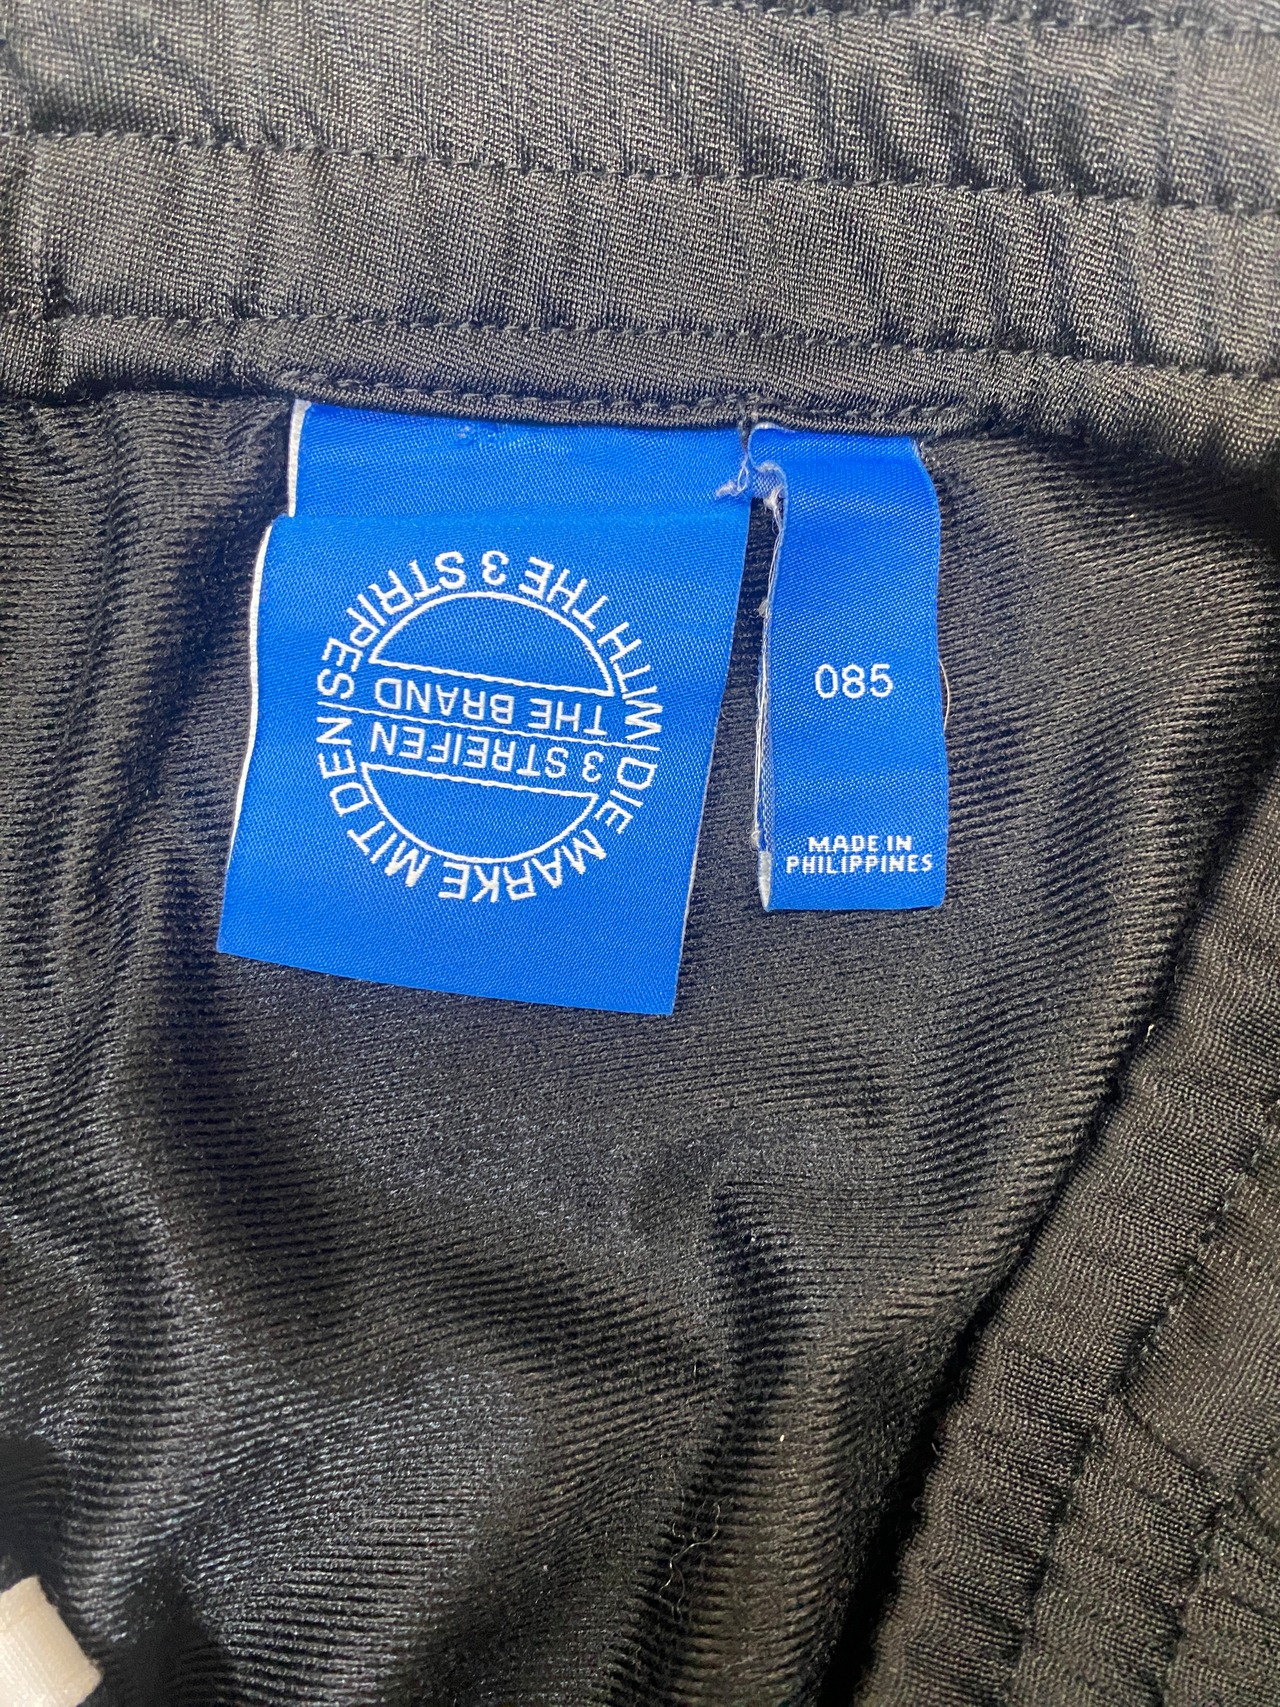 WITH THE 3 STRIPES
THE BRAND
3 STREIFEN
DIE MARKE MIT DEN
085
MADE IN
PHILIPPINES